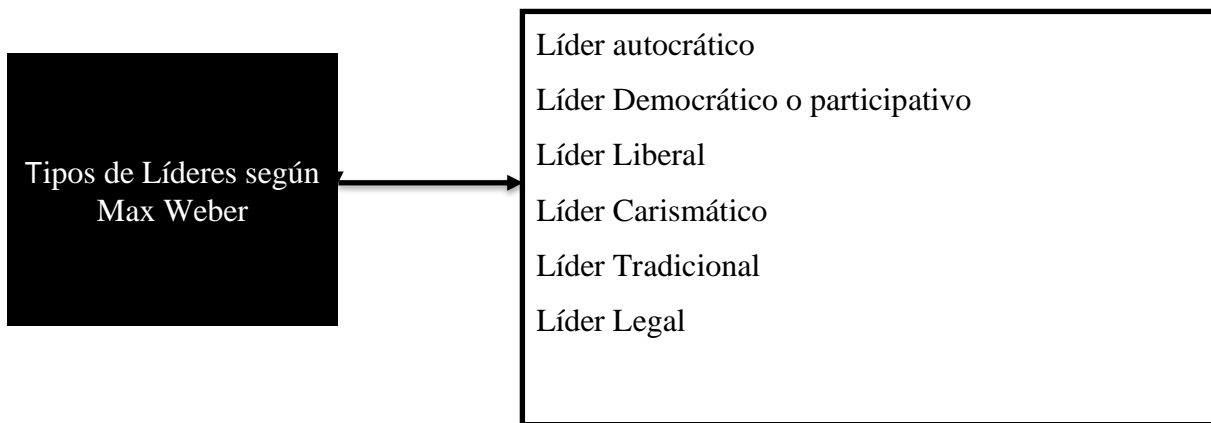 Tipos de Líderes según
Max Weber
Líder autocrático
Líder Democrático o participativo
Líder Liberal
Líder Carismático
Líder Tradicional
Líder Legal